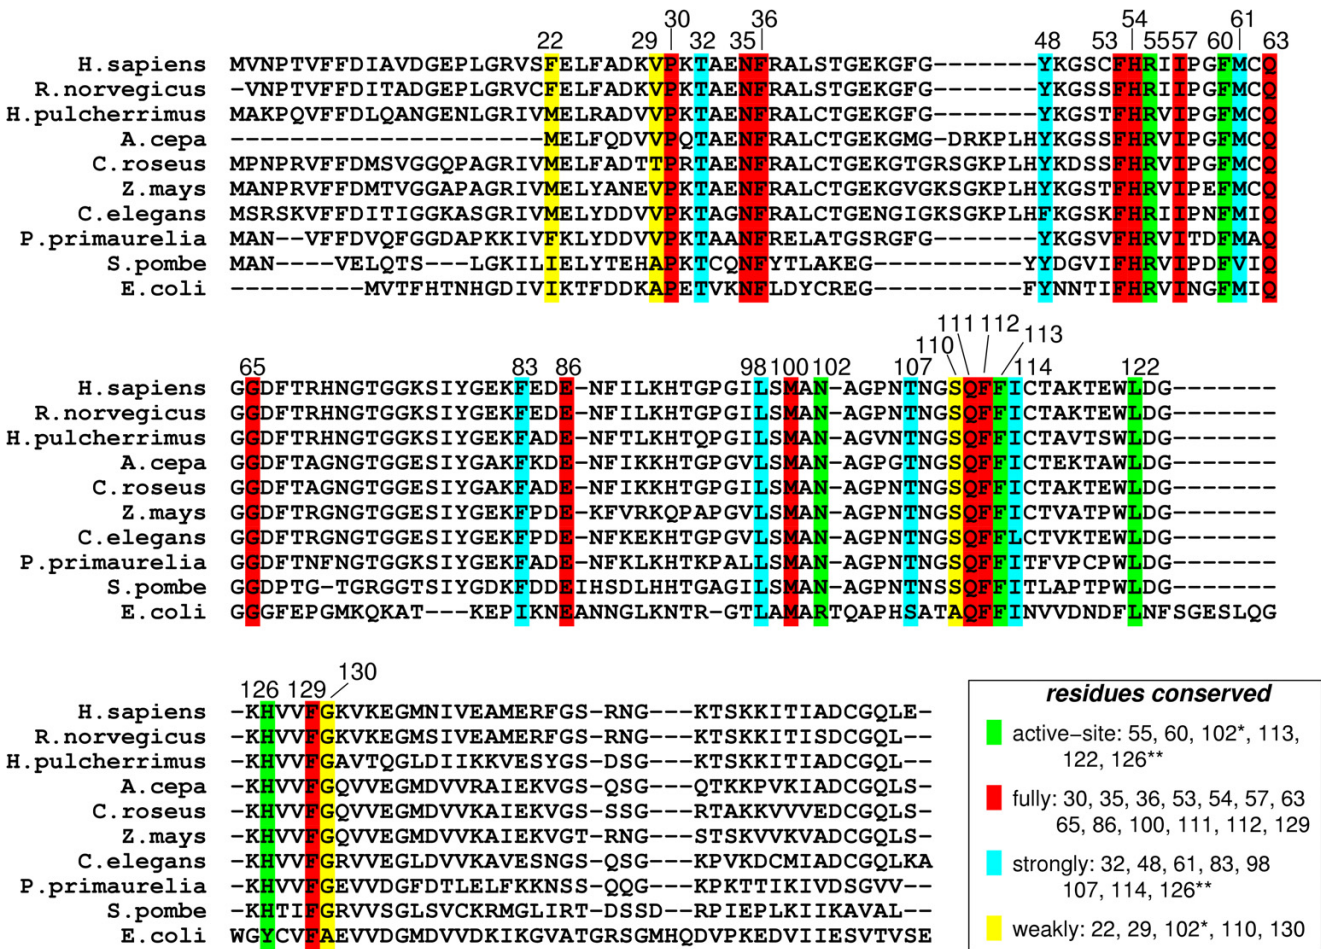 30 36 54 61
22 29 32 35 48 53 55 57 60 63
H.sapiens MVNPTVFFDIAVDGEPLGRVSFELFADKVPKTAENFRALSTGEKGFG-------YKGSCFHRIIPGFMCQ
R.norvegicus -VNPTVFFDITADGEPLGRVCFELFADKVPKTAENFRALSTGEKGFG-------YKGSSFHRIIPGFMCQ
H.pulcherrimus MAKPQVFFDLQANGENLGRIVMELRADVVPKTAENFRALCTGEKGFG-------YKGSTFHRVIPGFMCQ
A.cepa ---------------------MELFQDVVPQTAENFRALCTGEKGMG-DRKPLHYKGSSFHRVIPGFMCQ
C.roseus MPNPRVFFDMSVGGQPAGRIVMELFADTTPRTAENFRALCTGEKGTGRSGKPLHYKDSSFHRVIPGFMCQ
Z.mays MANPRVFFDMTVGGAPAGRIVMELYANEVPKTAENFRALCTGEKGVGKSGKPLHYKGSTFHRVIPEFMCQ
C.elegans MSRSKVFFDITIGGKASGRIVMELYDDVVPKTAGNFRALCTGENGIGKSGKPLHFKGSKFHRIIPNFMIQ
P.primaurelia MAN--VFFDVQFGGDAPKKIVFKLYDDVVPKTAANFRELATGSRGFG-------YKGSVFHRVITDFMAQ
S.pombe MAN----VELQTS---LGKILIELYTEHAPKTCQNFYTLAKEG----------YYDGVIFHRVIPDFVIQ
E.coli ---------MVTFHTNHGDIVIKTFDDKAPETVKNFLDYCREG----------FYNNTIFHRVINGFMIQ
111 112
110 113
65 83 86 98 100 102 107 114 122
H.sapiens GGDFTRHNGTGGKSIYGEKFEDE-NFILKHTGPGILSMAN-AGPNTNGSQFFICTAKTEWLDG-------
R.norvegicus GGDFTRHNGTGGKSIYGEKFEDE-NFILKHTGPGILSMAN-AGPNTNGSQFFICTAKTEWLDG-------
H.pulcherrimus GGDFTRHNGTGGKSIYGEKFADE-NFTLKHTQPGILSMAN-AGVNTNGSQFFICTAVTSWLDG-------
A.cepa GGDFTAGNGTGGESIYGAKFKDE-NFIKKHTGPGVLSMAN-AGPGTNGSQFFICTEKTAWLDG-------
C.roseus GGDFTAGNGTGGESIYGAKFADE-NFIKKHTGPGILSMAN-AGPNTNGSQFFICTAKTEWLDG-------
Z.mays GGDFTRGNGTGGESIYGEKFPDE-KFVRKQPAPGVLSMAN-AGPNTNGSQFFICTVATPWLDG-------
C.elegans GGDFTRGNGTGGESIYGEKFPDE-NFKEKHTGPGVLSMAN-AGPNTNGSQFFLCTVKTEWLDG-------
P.primaurelia GGDFTNFNGTGGKSIYGEKFADE-NFKLKHTKPALLSMAN-AGPNTNGSQFFITFVPCPWLDG-------
S.pombe GGDPTG-TGRGGTSIYGDKFDDEIHSDLHHTGAGILSMAN-AGPNTNSSQFFITLAPTPWLDG-------
E.coli GGGFEPGMKQKAT---KEPIKNEANNGLKNTR-GTLAMARTQAPHSATAQFFINVVDNDFLNFSGESLQG
126 129 130
H.sapiens -KHVVFGKVKEGMNIVEAMERFGS-RNG---KTSKKITIADCGQLE-
R.norvegicus -KHVVFGKVKEGMSIVEAMERFGS-RNG---KTSKKITISDCGQL--
H.pulcherrimus -KHVVFGAVTQGLDIIKKVESYGS-DSG---KTSKKITIADCGQL--
A.cepa -KHVVFGQVVEGMDVVRAIEKVGS-GSG---QTKKPVKIADCGQLS-
C.roseus -KHVVFGQVVEGMDVVKAIEKVGS-SSG---RTAKKVVVEDCGQLS-
Z.mays -KHVVFGQVVEGMDVVKAIEKVGT-RNG---STSKVVKVADCGQLS-
C.elegans -KHVVFGRVVEGLDVVKAVESNGS-QSG---KPVKDCMIADCGQLKA
P.primaurelia -KHVVFGEVVDGFDTLELFKKNSS-QQG---KPKTTIKIVDSGVV--
S.pombe -KHTIFGRVVSGLSVCKRMGLIRT-DSSD--RPIEPLKIIKAVAL--
E.coli WGYCVFAEVVDGMDVVDKIKGVATGRSGMHQDVPKEDVIIESVTVSE
residues conserved
active-site: 55, 60, 102*, 113,
122, 126**
fully: 30, 35, 36, 53, 54, 57, 63
65, 86, 100, 111, 112, 129
strongly: 32, 48, 61, 83, 98
107, 114, 126**
weakly: 22, 29, 102*, 110, 130